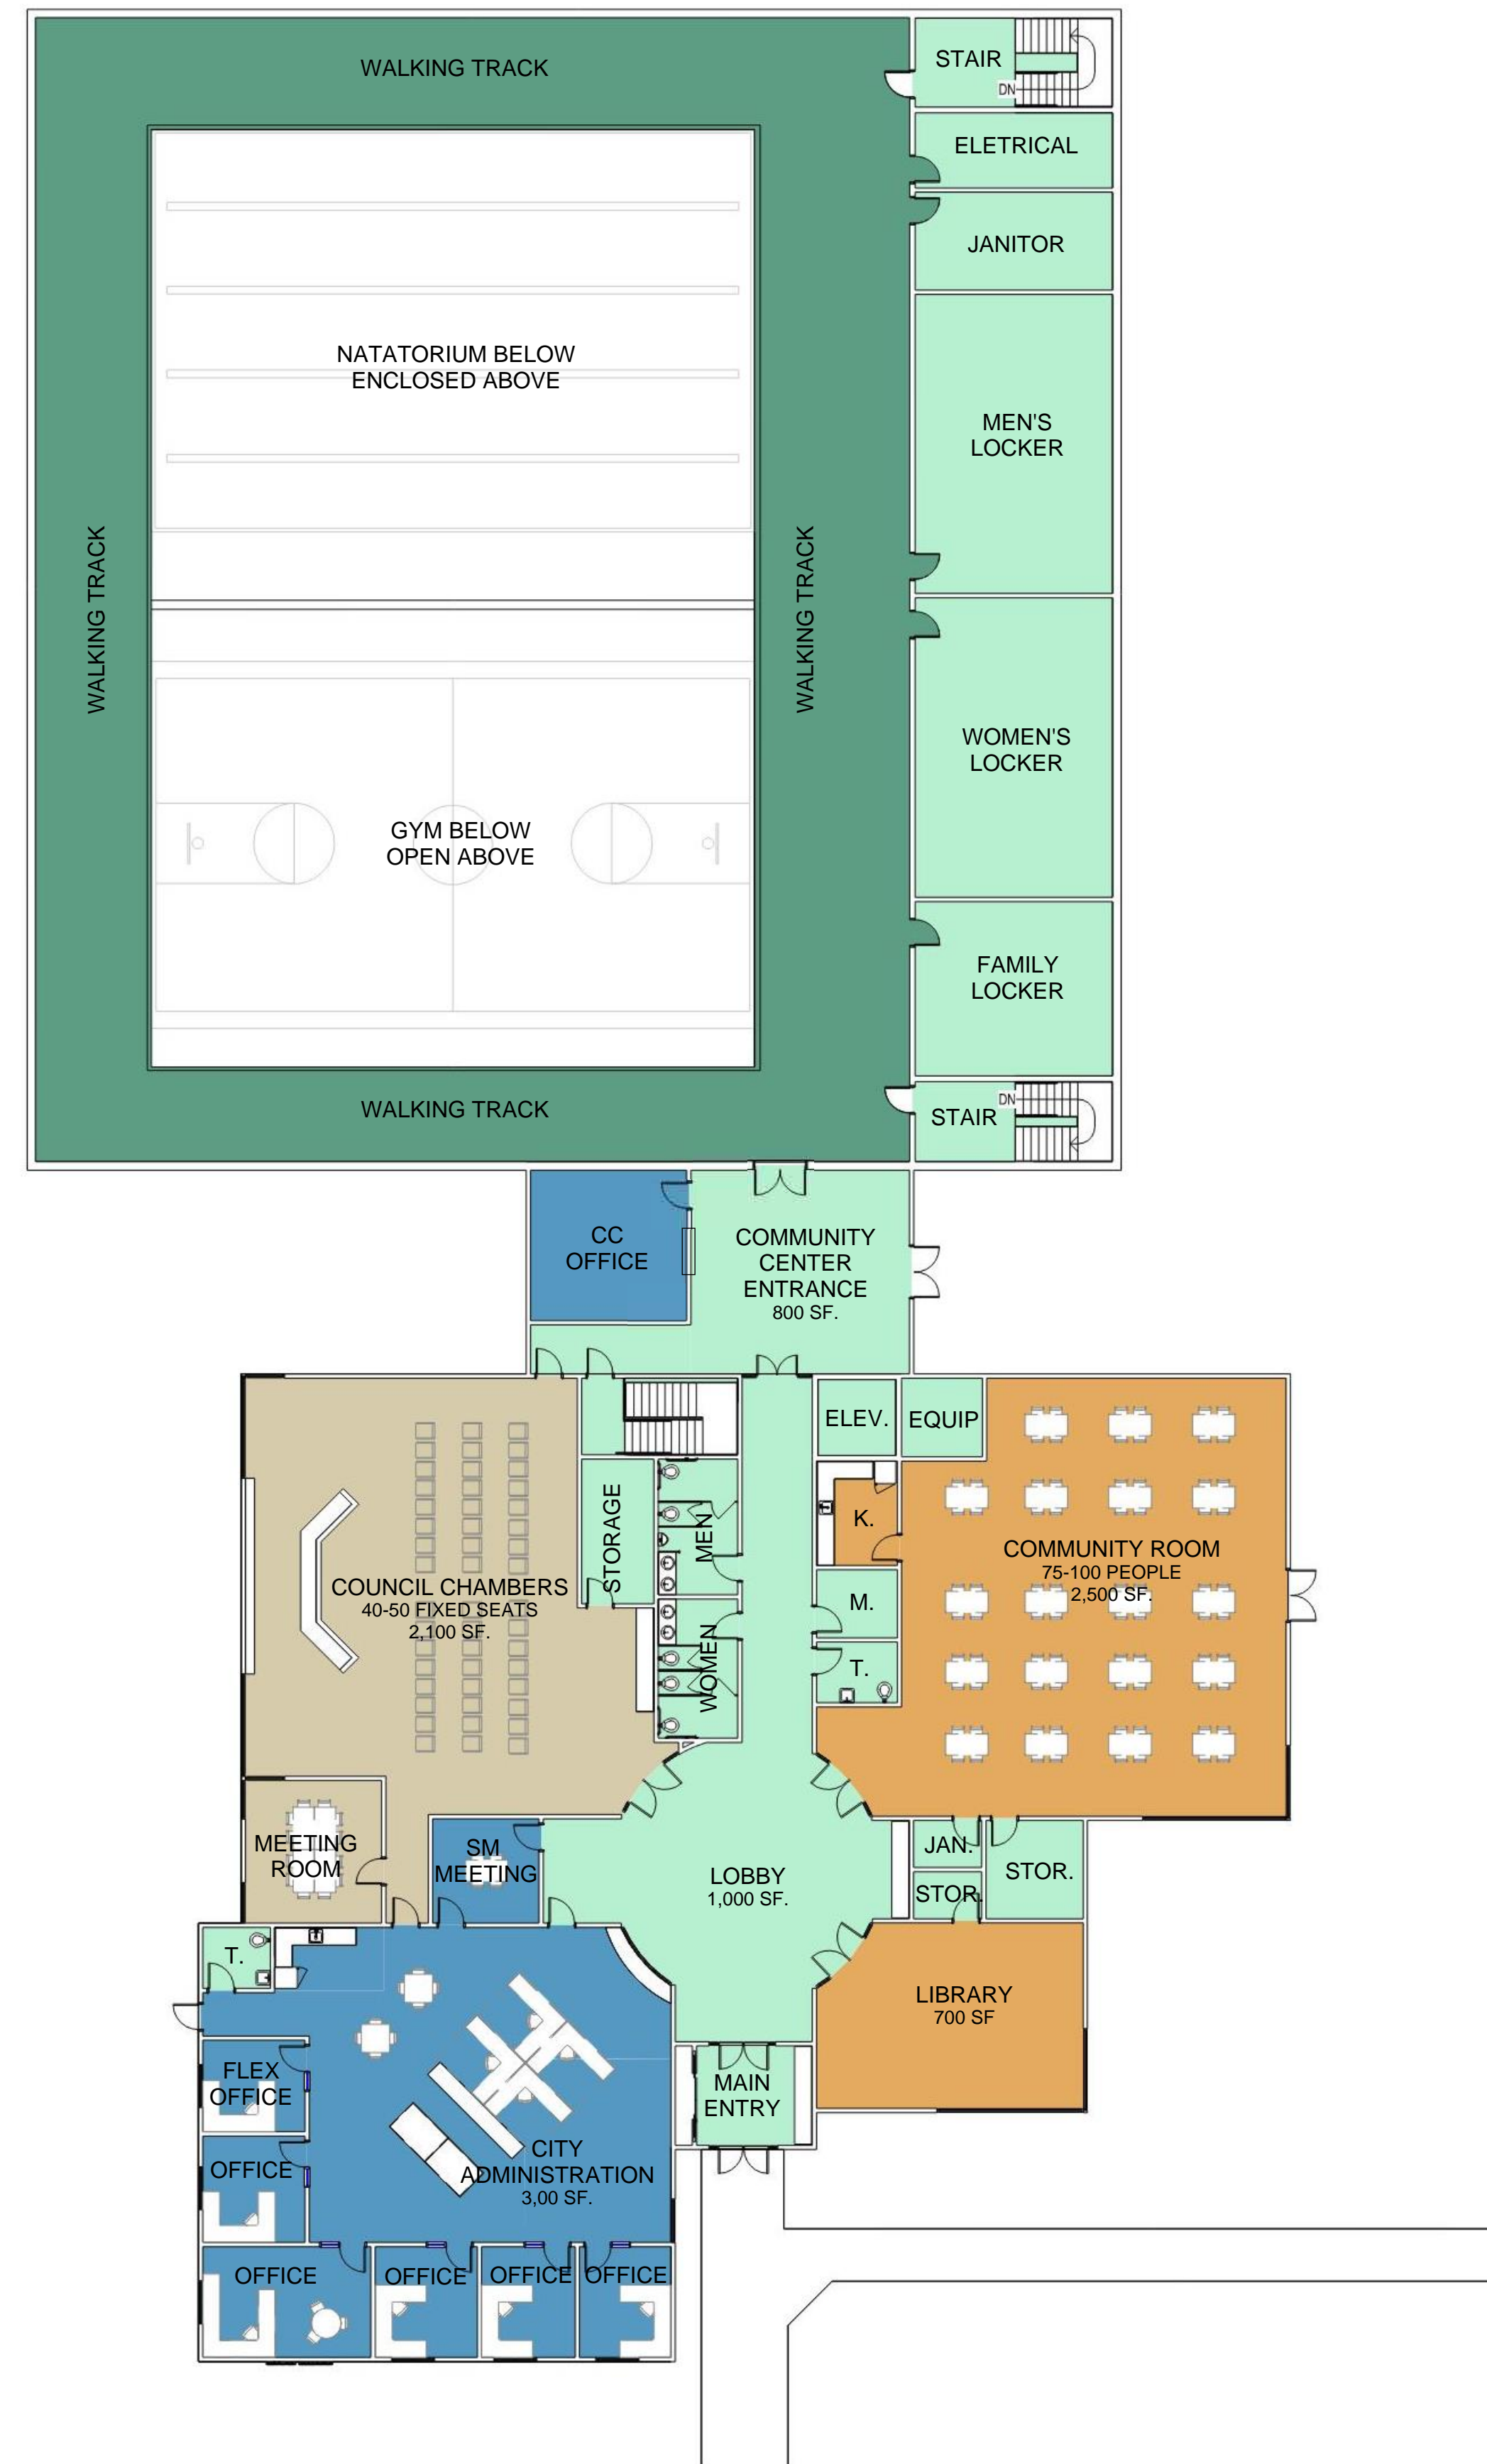 WALKING TRACK
STAIR
DN
ELETRICAL
JANITOR
NATATORIUM BELOW
ENCLOSED ABOVE
MEN'S
LOCKER
WALKING TRACK
WALKING TRACK
WOMEN'S
LOCKER
GYM BELOW
OPEN ABOVE
FAMILY
LOCKER
WALKING TRACK
STAIR
DN
CC
OFFICE
COMMUNITY
CENTER
ENTRANCE
800 SF.
ELEV.
EQUIP
STORAGE
MEN
K.
COMMUNITY ROOM
75-100 PEOPLE
2,500 SF.
COUNCIL CHAMBERS
40-50 FIXED SEATS
2,100 SF.
M.
WOMEN
T.
MEETING
ROOM
SM
MEETING
LOBBY
1,000 SF.
JAN.
STOR.
STOR.
T.
LIBRARY
700 SF
FLEX
OFFICE
MAIN
ENTRY
OFFICE
CITY
ADMINISTRATION
3,00 SF.
OFFICE
OFFICE
OFFICE
OFFICE